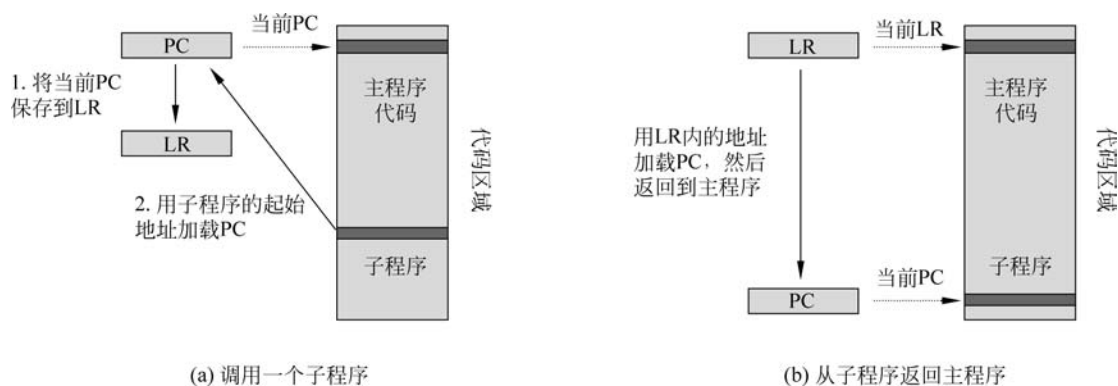 PC
当前PC
1. 将当前PC
保存到LR
LR
主程序
代码
代码区域
2. 用子程序的起始
地址加载PC
子程序
(a) 调用一个子程序
LR
当前LR
主程序
代码
代码区域
用LR内的地址
加载PC，然后
返回到主程序
子程序
PC
当前PC
(b) 从子程序返回主程序